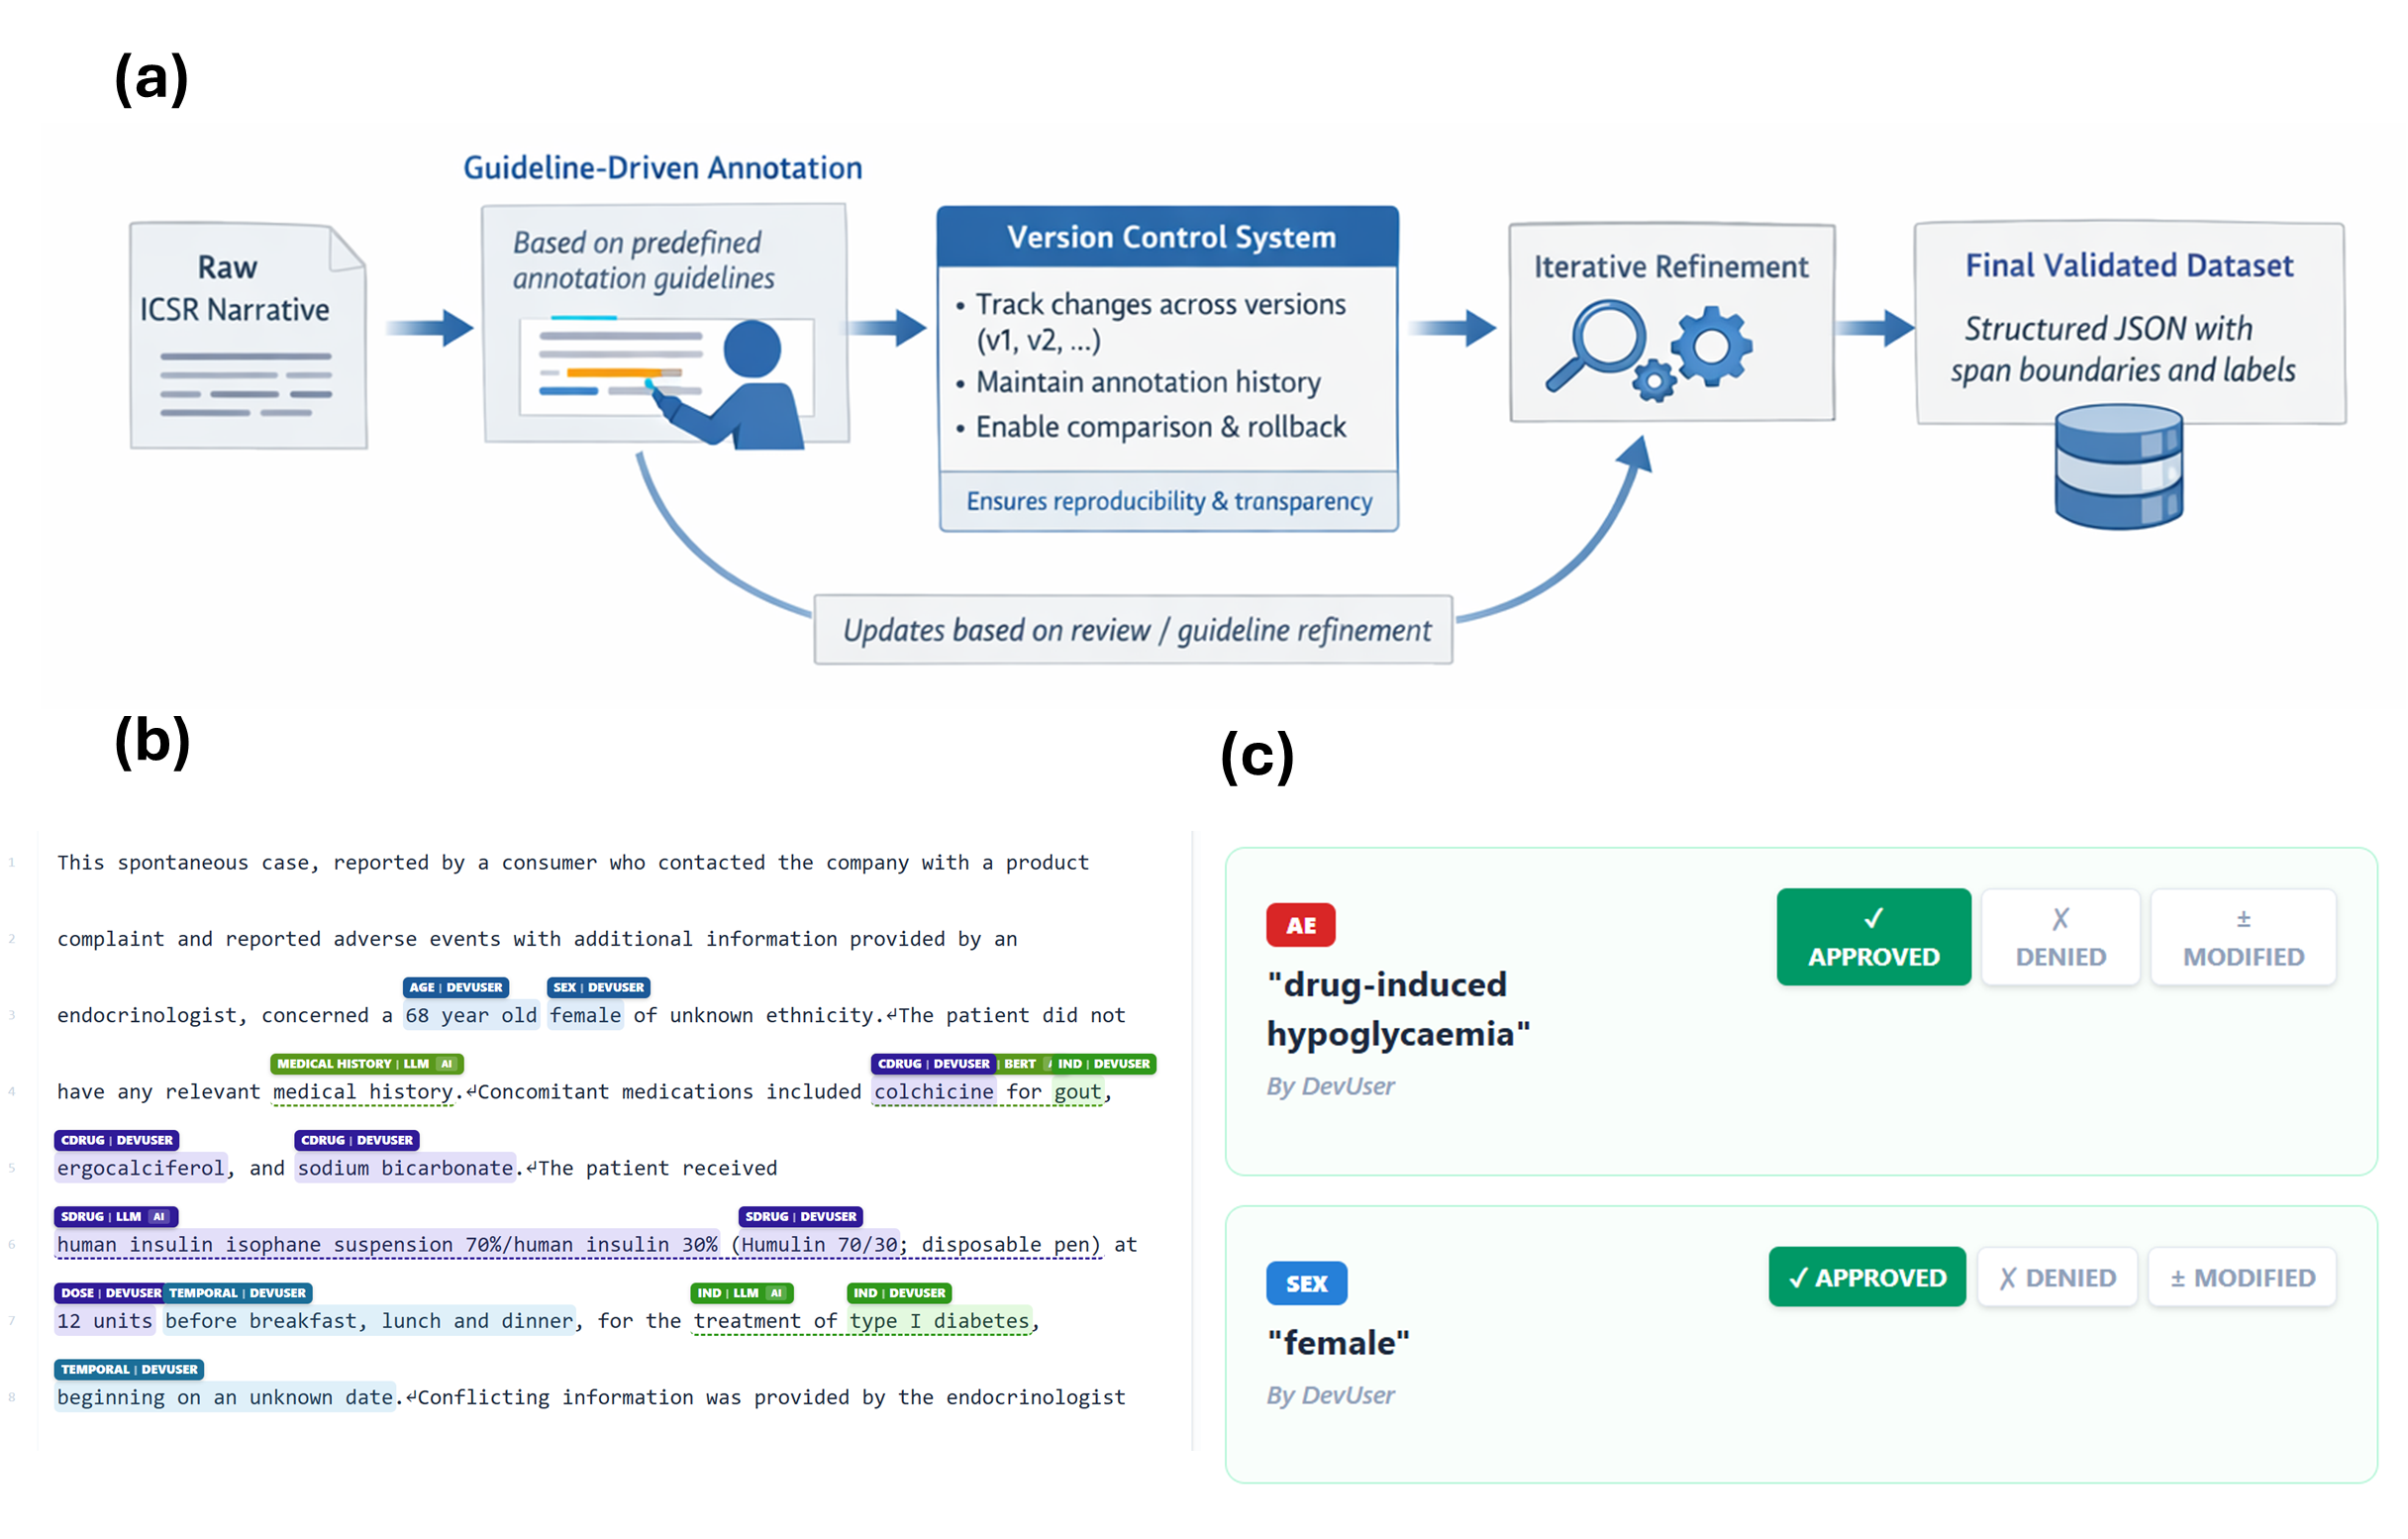 (a)
Guideline-Driven Annotation
Raw
ICSR Narrative
Based on predefined
annotation guidelines
Version Control System
• Track changes across versions
(v1, v2, ...)
• Maintain annotation history
• Enable comparison & rollback
Ensures reproducibility & transparency
Iterative Refinement
Final Validated Dataset
Structured JSON with
span boundaries and labels
Updates based on review / guideline refinement
(b)
1 This spontaneous case, reported by a consumer who contacted the company with a product
2 complaint and reported adverse events with additional information provided by an
AGE | DEVUSER SEX | DEVUSER
3 endocrinologist, concerned a 68 year old female of unknown ethnicity.↲The patient did not
MEDICAL HISTORY | LLM AI CDRUG | DEVUSER | BERT IND | DEVUSER
4 have any relevant medical history.↲Concomitant medications included colchicine for gout,
CDRUG | DEVUSER CDRUG | DEVUSER
5 ergocalciferol, and sodium bicarbonate.↲The patient received
SDRUG | LLM AI SDRUG | DEVUSER
6 human insulin isophane suspension 70%/human insulin 30% (Humulin 70/30; disposable pen) at
DOSE | DEVUSER TEMPORAL | DEVUSER IND | LLM AI IND | DEVUSER
7 12 units before breakfast, lunch and dinner, for the treatment of type I diabetes,
TEMPORAL | DEVUSER
8 beginning on an unknown date.↲Conflicting information was provided by the endocrinologist
(c)
AE
"drug-induced
hypoglycaemia"
By DevUser
✓ APPROVED
✗ DENIED
± MODIFIED
SEX
"female"
By DevUser
✓ APPROVED
✗ DENIED
± MODIFIED